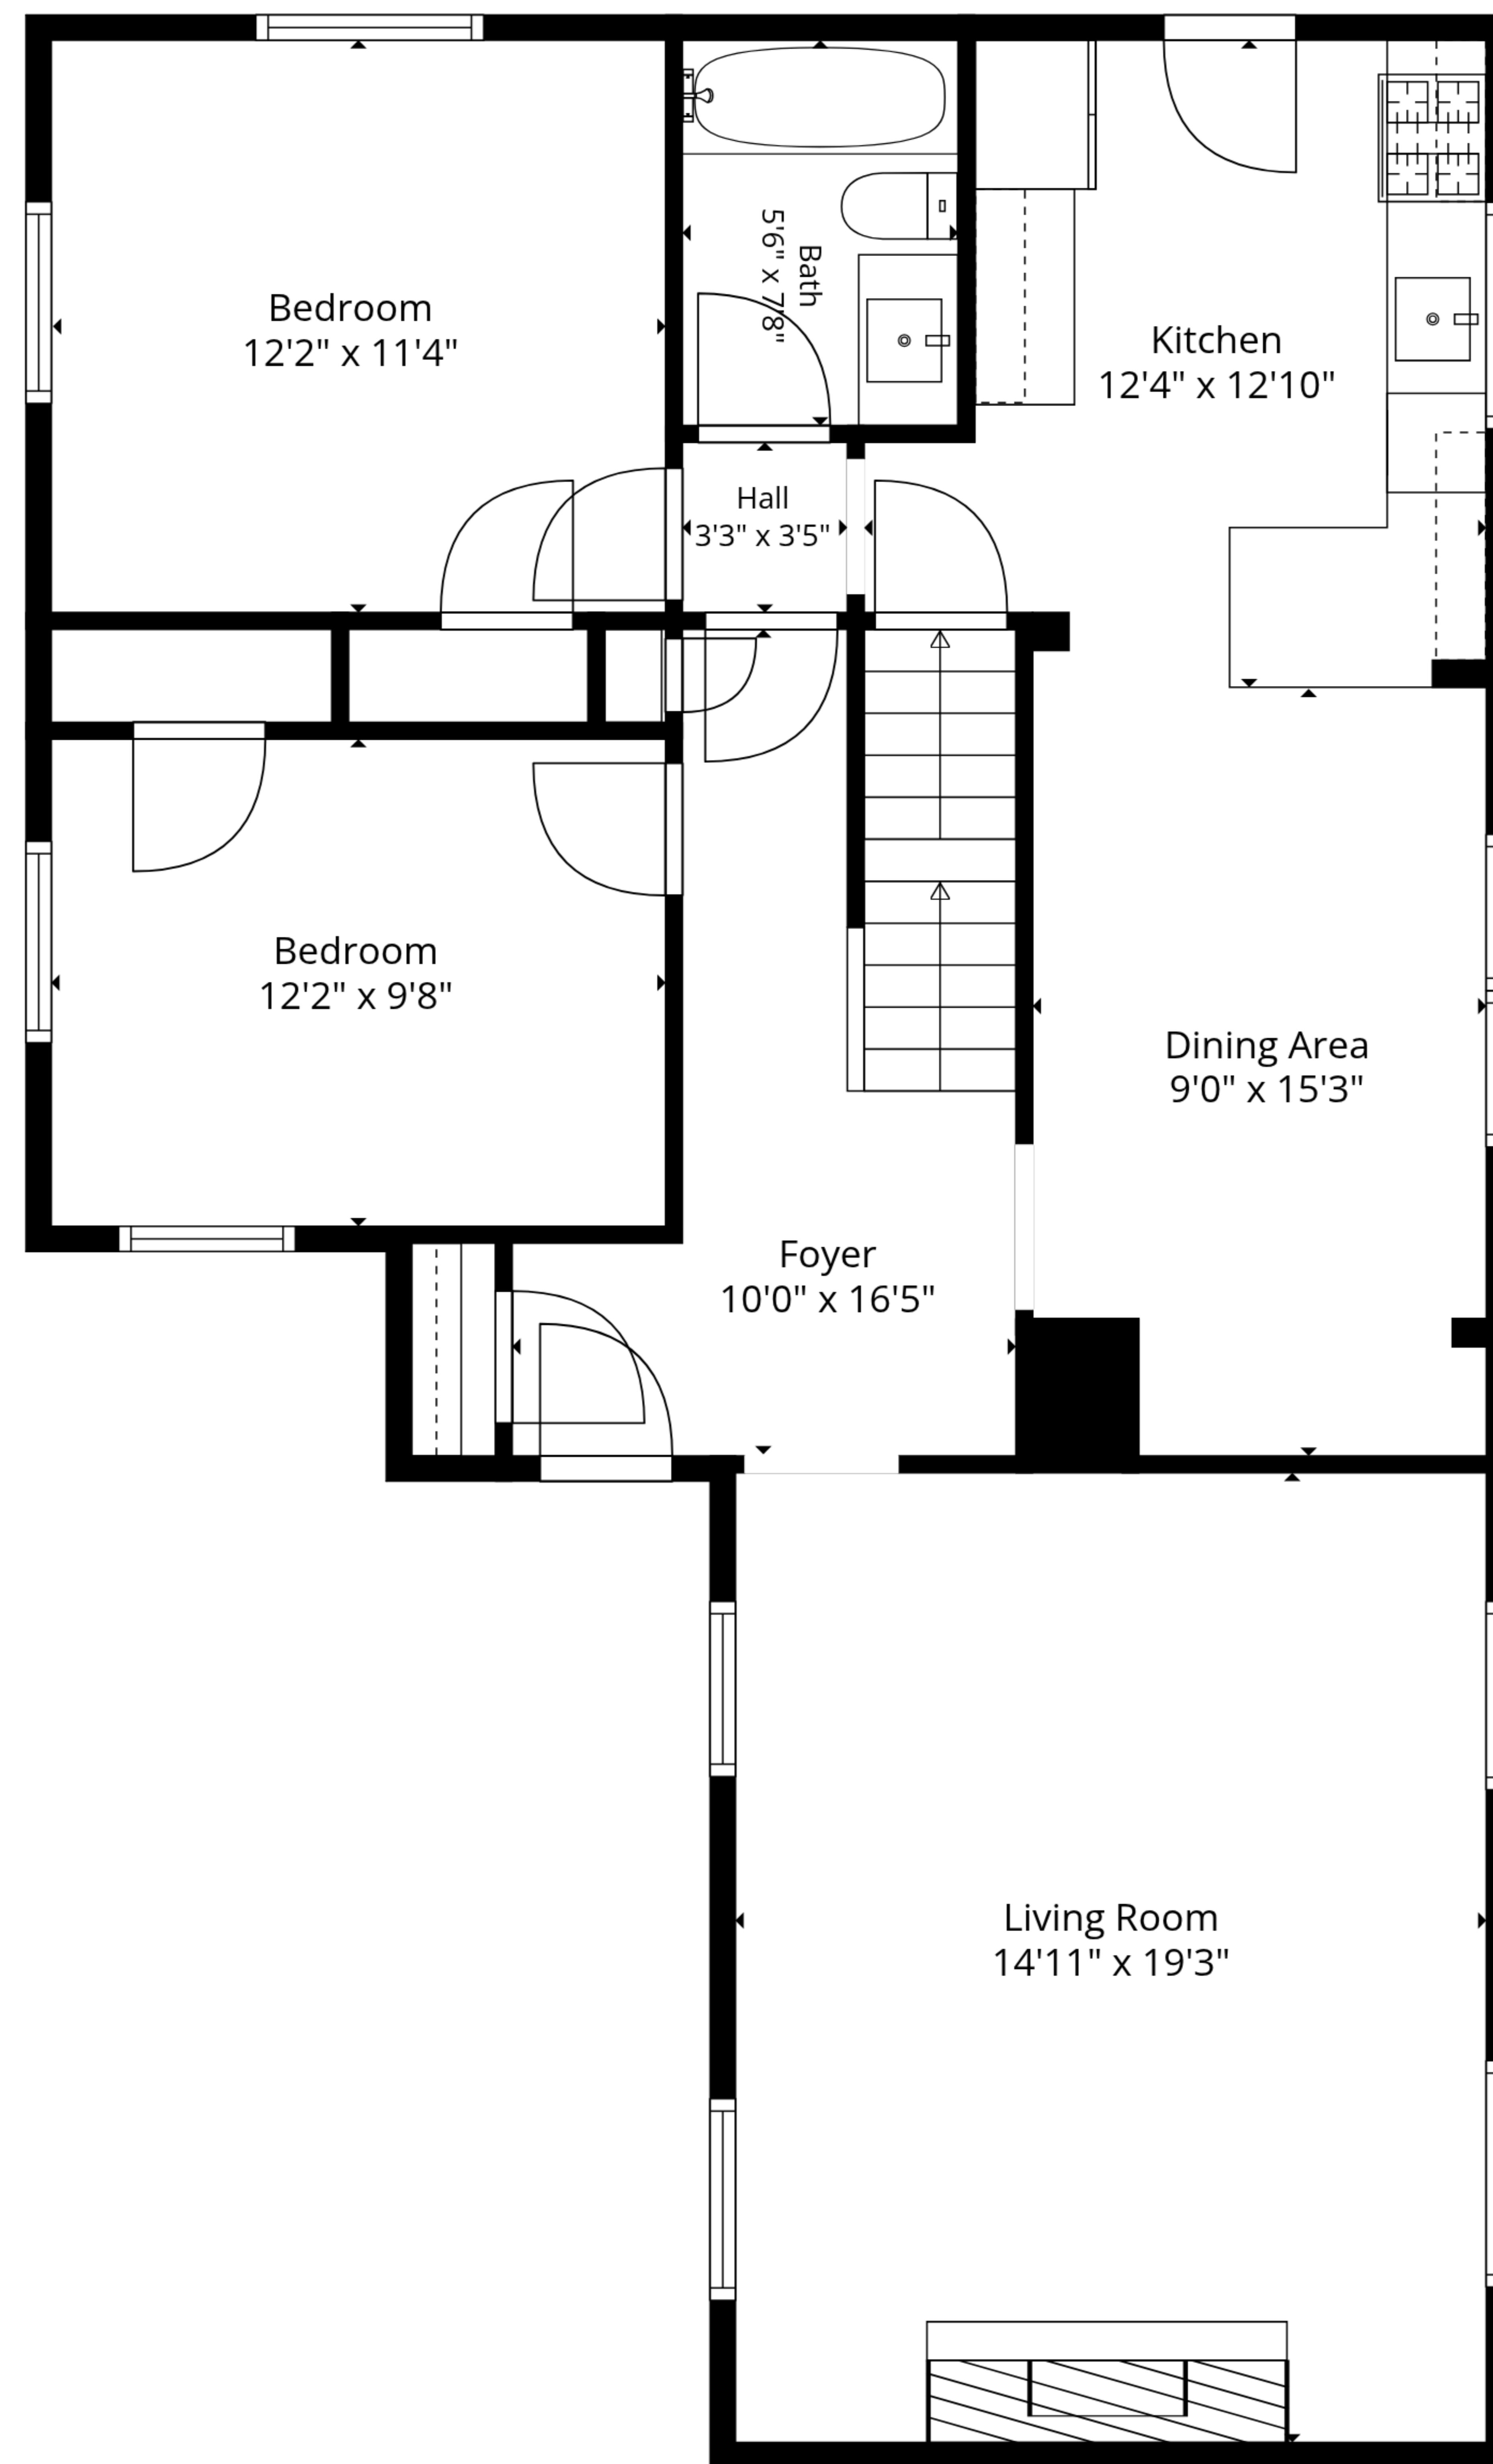 Bedroom
12'2" x 11'4"
Bath
5'6" x 7'8"
Kitchen
12'4" x 12'10"
Hall
3'3" x 3'5"
Bedroom
12'2" x 9'8"
Dining Area
9'0" x 15'3"
Foyer
10'0" x 16'5"
Living Room
14'11" x 19'3"